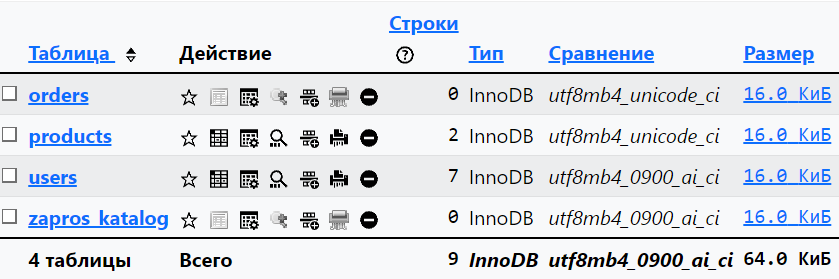 Строки
Таблица Действие ? Тип Сравнение Размер
orders 0 InnoDB utf8mb4_unicode_ci 16.0 КиБ
products 2 InnoDB utf8mb4_unicode_ci 16.0 КиБ
users 7 InnoDB utf8mb4_0900_ai_ci 16.0 КиБ
zapros_katalog 0 InnoDB utf8mb4_0900_ai_ci 16.0 КиБ
4 таблицы Всего 9 InnoDB utf8mb4_0900_ai_ci 64.0 КиБ